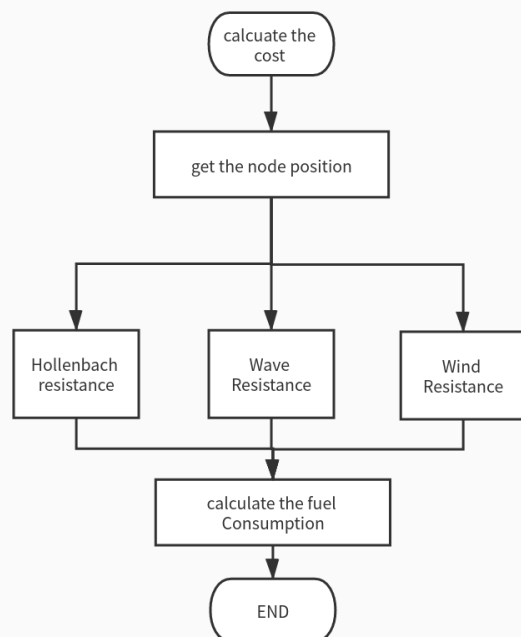 calcuate the
cost
get the node position
Hollenbach
resistance
Wave
Resistance
Wind
Resistance
calculate the fuel
Consumption
END